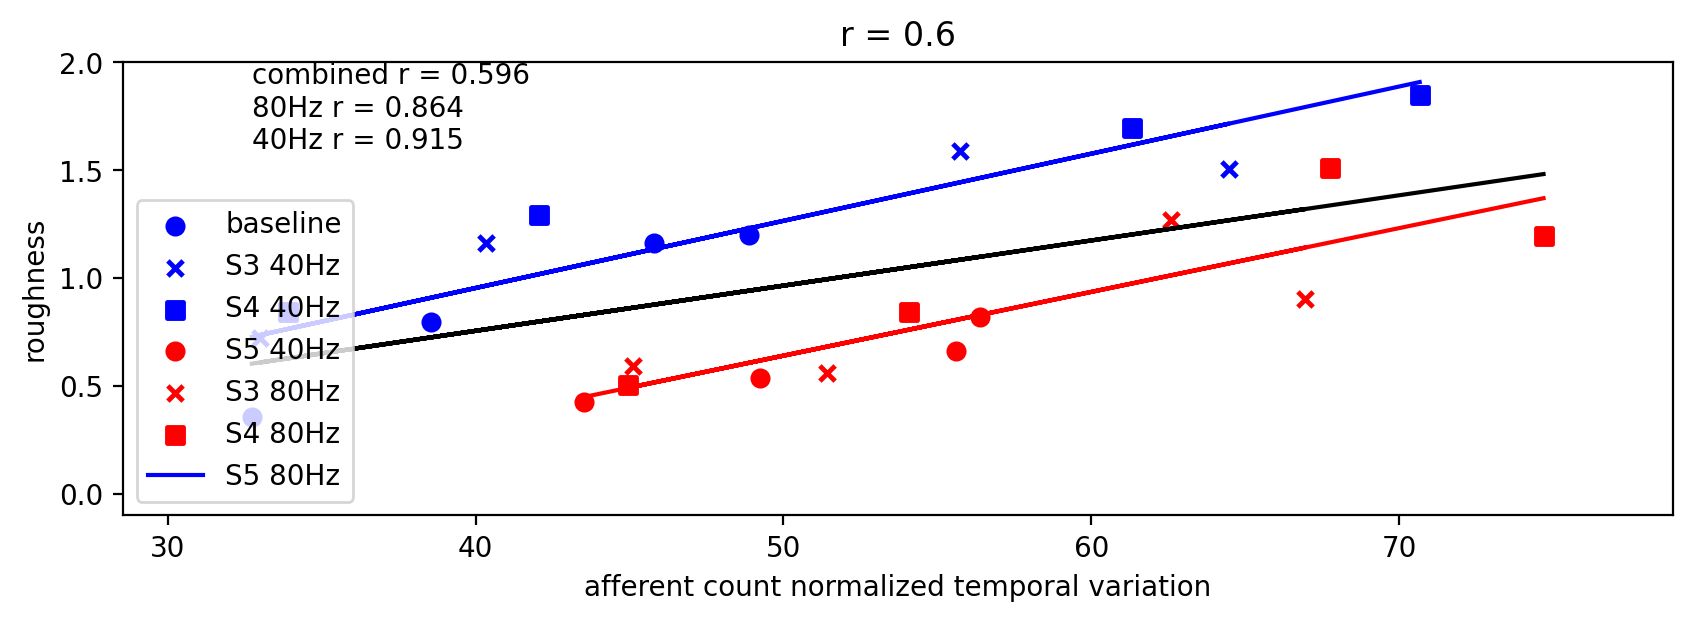 r = 0.6
combined r = 0.596
80Hz r = 0.864
40Hz r = 0.915
2.0
1.5
1.0
0.5
0.0
roughness
baseline
S3 40Hz
S4 40Hz
S5 40Hz
S3 80Hz
S4 80Hz
S5 80Hz
30 40 50 60 70
afferent count normalized temporal variation